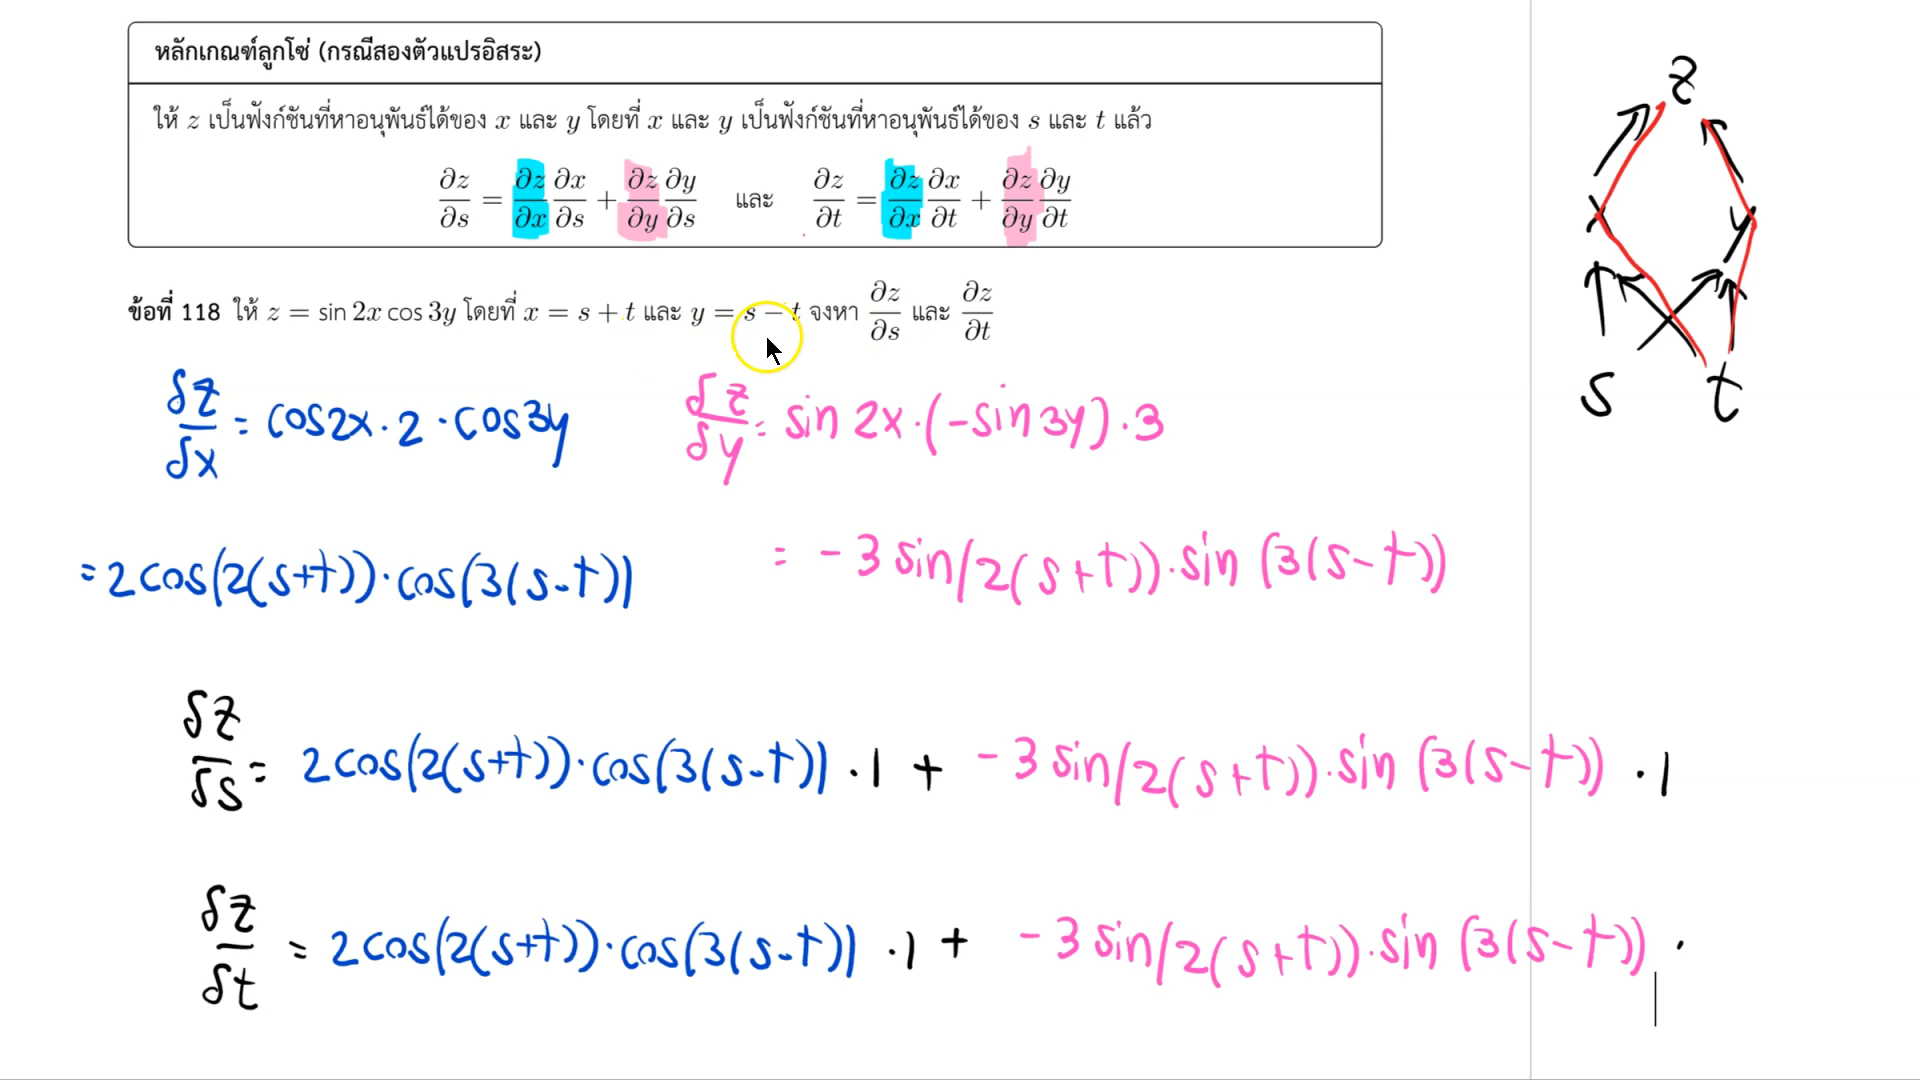 หลักเกณฑ์ลูกโซ่ (กรณีสองตัวแปรอิสระ)
ให้ z เป็นฟังก์ชันที่หาอนุพันธ์ได้ของ x และ y โดยที่ x และ y เป็นฟังก์ชันที่หาอนุพันธ์ได้ของ s และ t แล้ว
∂z/∂s = ∂z/∂x ∂x/∂s + ∂z/∂y ∂y/∂s และ ∂z/∂t = ∂z/∂x ∂x/∂t + ∂z/∂y ∂y/∂t
ข้อที่ 118 ให้ z = sin 2x cos 3y โดยที่ x = s + t และ y = s − t จงหา ∂z/∂s และ ∂z/∂t
δz/δx = cos2x · 2 · cos3y
δz/δy = sin 2x · (-sin 3y) · 3
= 2cos(2(s+t)) · cos(3(s-t))
= -3 sin(2(s+t)) · sin(3(s-t))
δz/δs = 2cos(2(s+t)) · cos(3(s-t)) · 1 + -3 sin(2(s+t)) · sin(3(s-t)) · 1
δz/δt = 2cos(2(s+t)) · cos(3(s-t)) · 1 + -3 sin(2(s+t)) · sin(3(s-t)) ·
z
x y
s t